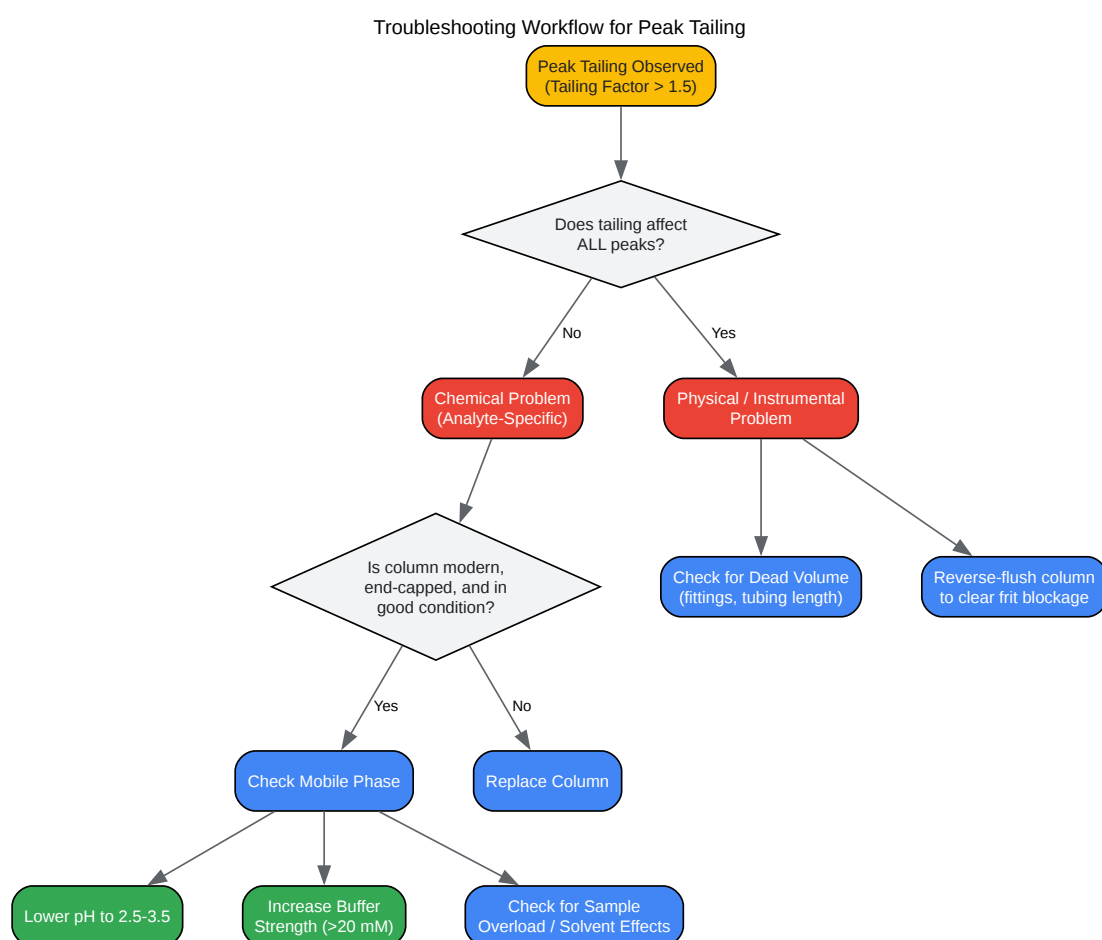 Troubleshooting Workflow for Peak Tailing
Peak Tailing Observed
(Tailing Factor > 1.5)
Does tailing affect
ALL peaks?
No
Yes
Chemical Problem
(Analyte-Specific)
Physical / Instrumental
Problem
Is column modern,
end-capped, and in
good condition?
Check for Dead Volume
(fittings, tubing length)
Reverse-flush column
to clear frit blockage
Yes
No
Check Mobile Phase
Replace Column
Lower pH to 2.5-3.5
Increase Buffer
Strength (>20 mM)
Check for Sample
Overload / Solvent Effects